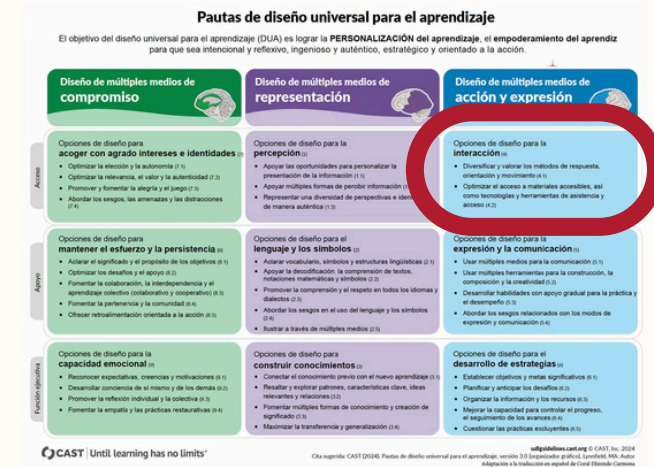 Pautas de diseño universal para el aprendizaje
El objetivo del diseño universal para el aprendizaje (DUA) es lograr la PERSONALIZACIÓN del aprendizaje, el empoderamiento del aprendiz
para que sea intencional y reflexivo, ingenioso y auténtico, estratégico y orientado a la acción.
Diseño de múltiples medios de
compromiso
Diseño de múltiples medios de
representación
Diseño de múltiples medios de
acción y expresión
Acceso
Opciones de diseño para
acoger con agrado intereses e identidades (7)
• Optimizar la elección y la autonomía (7.1)
• Optimizar la relevancia, el valor y la autenticidad (7.2)
• Promover y fomentar la alegría y el juego (7.3)
• Abordar los sesgos, las amenazas y las distracciones
(7.4)
Opciones de diseño para la
percepción (1)
• Apoyar las oportunidades para personalizar la
presentación de la información (1.1)
• Apoyar múltiples formas de percibir información
• Representar una diversidad de perspectivas e
de manera auténtica (1.3)
Opciones de diseño para la
interacción (4)
• Diversificar y valorar los métodos de respuesta,
orientación y movimiento (4.1)
• Optimizar el acceso a materiales accesibles, así
como tecnologías y herramientas de asistencia y
acceso (4.2)
Apoyo
Opciones de diseño para
mantener el esfuerzo y la persistencia (8)
• Aclarar el significado y el propósito de los objetivos (8.1)
• Optimizar los desafíos y el apoyo (8.2)
• Fomentar la colaboración, la interdependencia y el
aprendizaje colectivo (colaborativo y cooperativo) (8.3)
• Fomentar la pertenencia y la comunidad (8.4)
• Ofrecer retroalimentación orientada a la acción (8.5)
Opciones de diseño para el
lenguaje y los símbolos (2)
• Aclarar vocabulario, símbolos y estructuras lingüísticas (2.1)
• Apoyar la decodificación, la comprensión de textos,
notaciones matemáticas y símbolos (2.2)
• Promover la comprensión y el respeto en todos los idiomas y
dialectos (2.3)
• Abordar los sesgos en el uso del lenguaje y los símbolos
(2.4)
• Ilustrar a través de múltiples medios (2.5)
Opciones de diseño para la
expresión y la comunicación (5)
• Usar múltiples medios para la comunicación (5.1)
• Usar múltiples herramientas para la construcción, la
composición y la creatividad (5.2)
• Desarrollar habilidades con apoyo gradual para la práctica y
el desempeño (5.3)
• Abordar los sesgos relacionados con los modos de
expresión y comunicación (5.4)
Función ejecutiva
Opciones de diseño para la
capacidad emocional (9)
• Reconocer expectativas, creencias y motivaciones (9.1)
• Desarrollar conciencia de sí mismo y de los demás (9.2)
• Promover la reflexión individual y la colectiva (9.3)
• Fomentar la empatía y las prácticas restaurativas (9.4)
Opciones de diseño para
construir conocimientos (3)
• Conectar el conocimiento previo con el nuevo aprendizaje (3.1)
• Resaltar y explorar patrones, características clave, ideas
relevantes y relaciones (3.2)
• Fomentar múltiples formas de conocimiento y creación de
significado (3.3)
• Maximizar la transferencia y generalización (3.4)
Opciones de diseño para el
desarrollo de estrategias (6)
• Establecer objetivos y metas significativos (6.1)
• Planificar y anticipar los desafíos (6.2)
• Organizar la información y los recursos (6.3)
• Mejorar la capacidad para controlar el progreso,
el seguimiento de los avances (6.4)
• Cuestionar las prácticas excluyentes (6.5)
CAST | Until learning has no limits®
udlguidelines.cast.org © CAST, Inc. 2024
Cita sugerida: CAST (2024). Pautas de diseño universal para el aprendizaje, versión 3.0 [organizador gráfico]. Lynnfield, MA: Autor
Adaptación a la traducción en español de Coral Elizondo Carmona